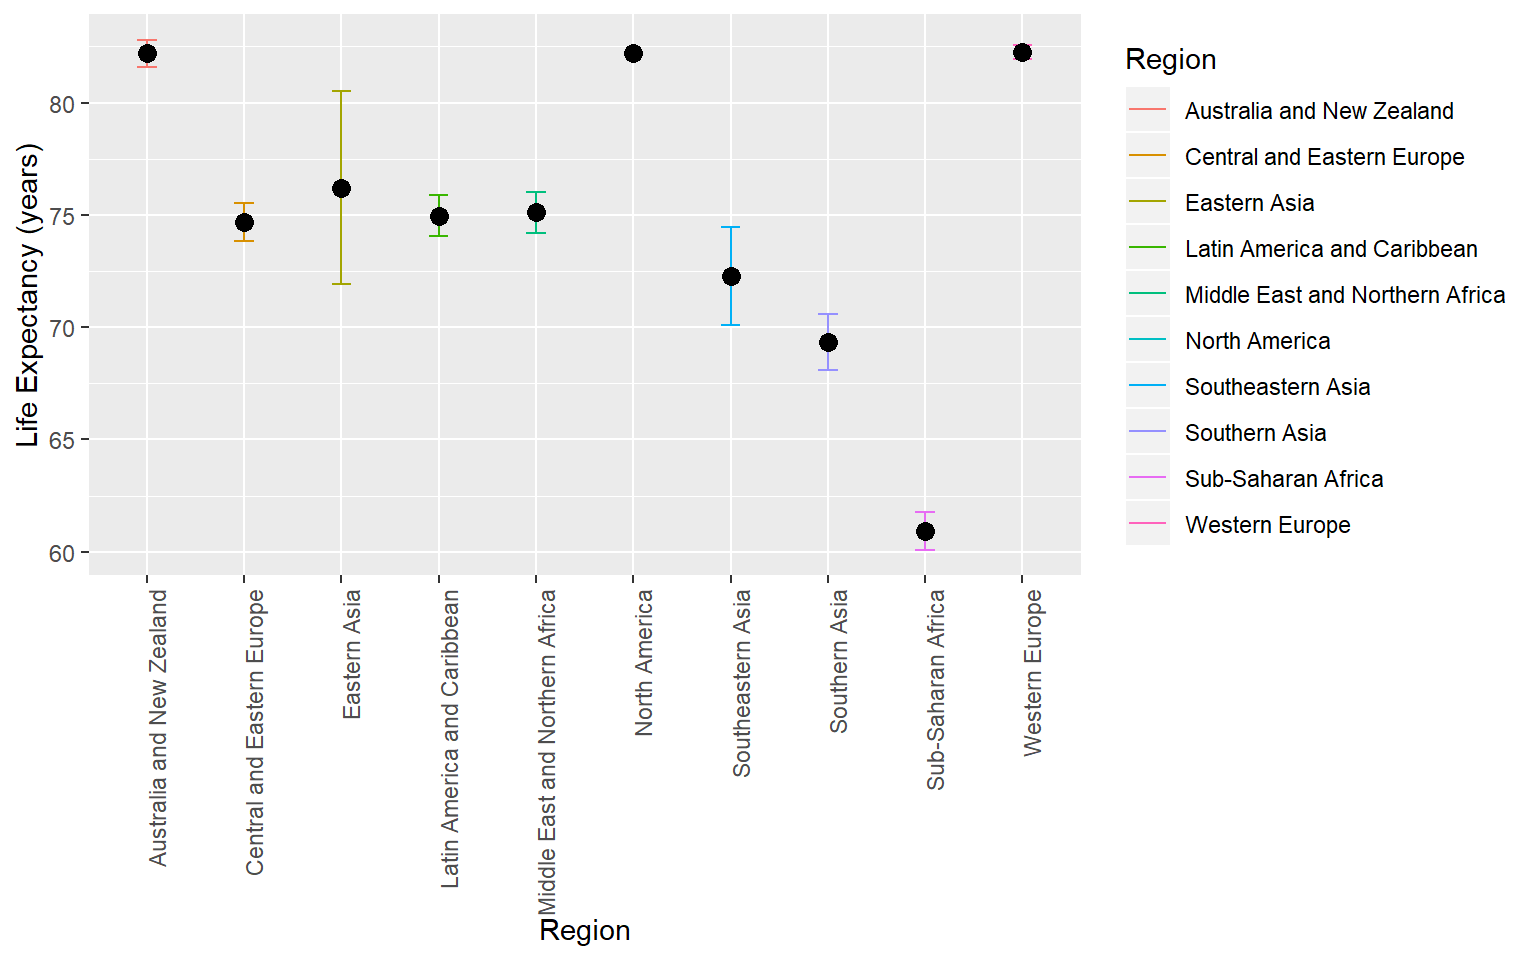 Life Expectancy (years)
80
75
70
65
60
Australia and New Zealand
Central and Eastern Europe
Eastern Asia
Latin America and Caribbean
Middle East and Northern Africa
North America
Southeastern Asia
Southern Asia
Sub-Saharan Africa
Western Europe
Region
Region
Australia and New Zealand
Central and Eastern Europe
Eastern Asia
Latin America and Caribbean
Middle East and Northern Africa
North America
Southeastern Asia
Southern Asia
Sub-Saharan Africa
Western Europe